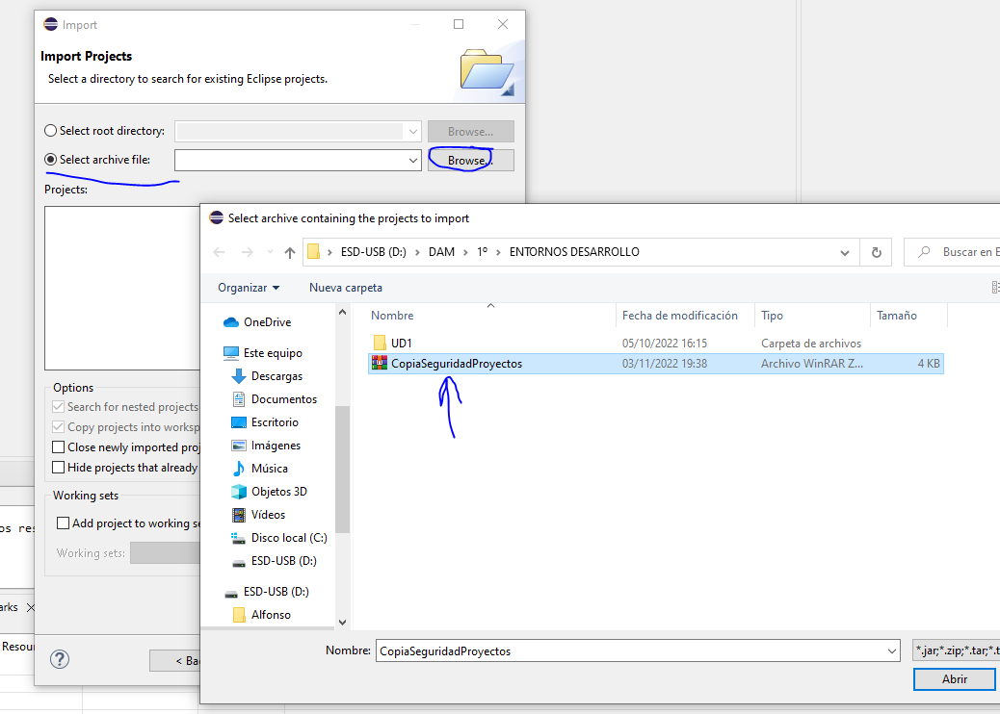 Import
Import Projects
Select a directory to search for existing Eclipse projects.
Select root directory:
Browse...
Select archive file:
Browse...
Projects:
Select archive containing the projects to import
ESD-USB (D:) > DAM > 1º > ENTORNOS DESARROLLO
Buscar en E
Organizar
Nueva carpeta
OneDrive
Este equipo
Descargas
Documentos
Escritorio
Imágenes
Música
Objetos 3D
Vídeos
Disco local (C:)
ESD-USB (D:)
ESD-USB (D:)
Alfonso
Nombre Fecha de modificación Tipo Tamaño
UD1 05/10/2022 16:15 Carpeta de archivos
CopiaSeguridadProyectos 03/11/2022 19:38 Archivo WinRAR Z... 4 KB
Options
Search for nested projects
Copy projects into worksp
Close newly imported proj
Hide projects that already
Working sets
Add project to working se
Working sets:
os res
arks
Resour
?
< Ba
Nombre: CopiaSeguridadProyectos
*.jar;*.zip;*.tar;*.t
Abrir